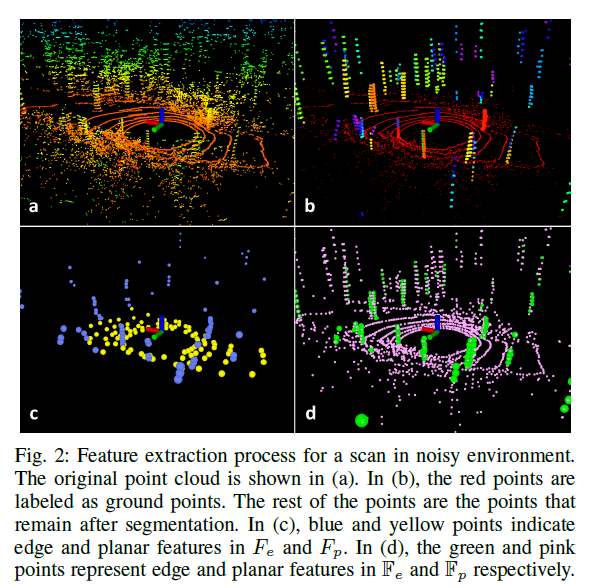 a
b
c
d
Fig. 2: Feature extraction process for a scan in noisy environment.
The original point cloud is shown in (a). In (b), the red points are
labeled as ground points. The rest of the points are the points that
remain after segmentation. In (c), blue and yellow points indicate
edge and planar features in Fₑ and Fₚ. In (d), the green and pink
points represent edge and planar features in 𝔽ₑ and 𝔽ₚ respectively.